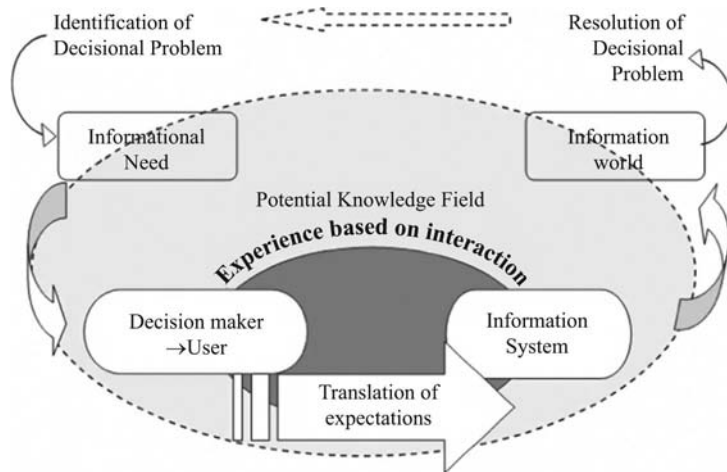 Identification of
Decisional Problem
Resolution of
Decisional
Problem
Informational
Need
Information
world
Potential Knowledge Field
Experience based on interaction
Decision maker
→User
Information
System
Translation of
expectations